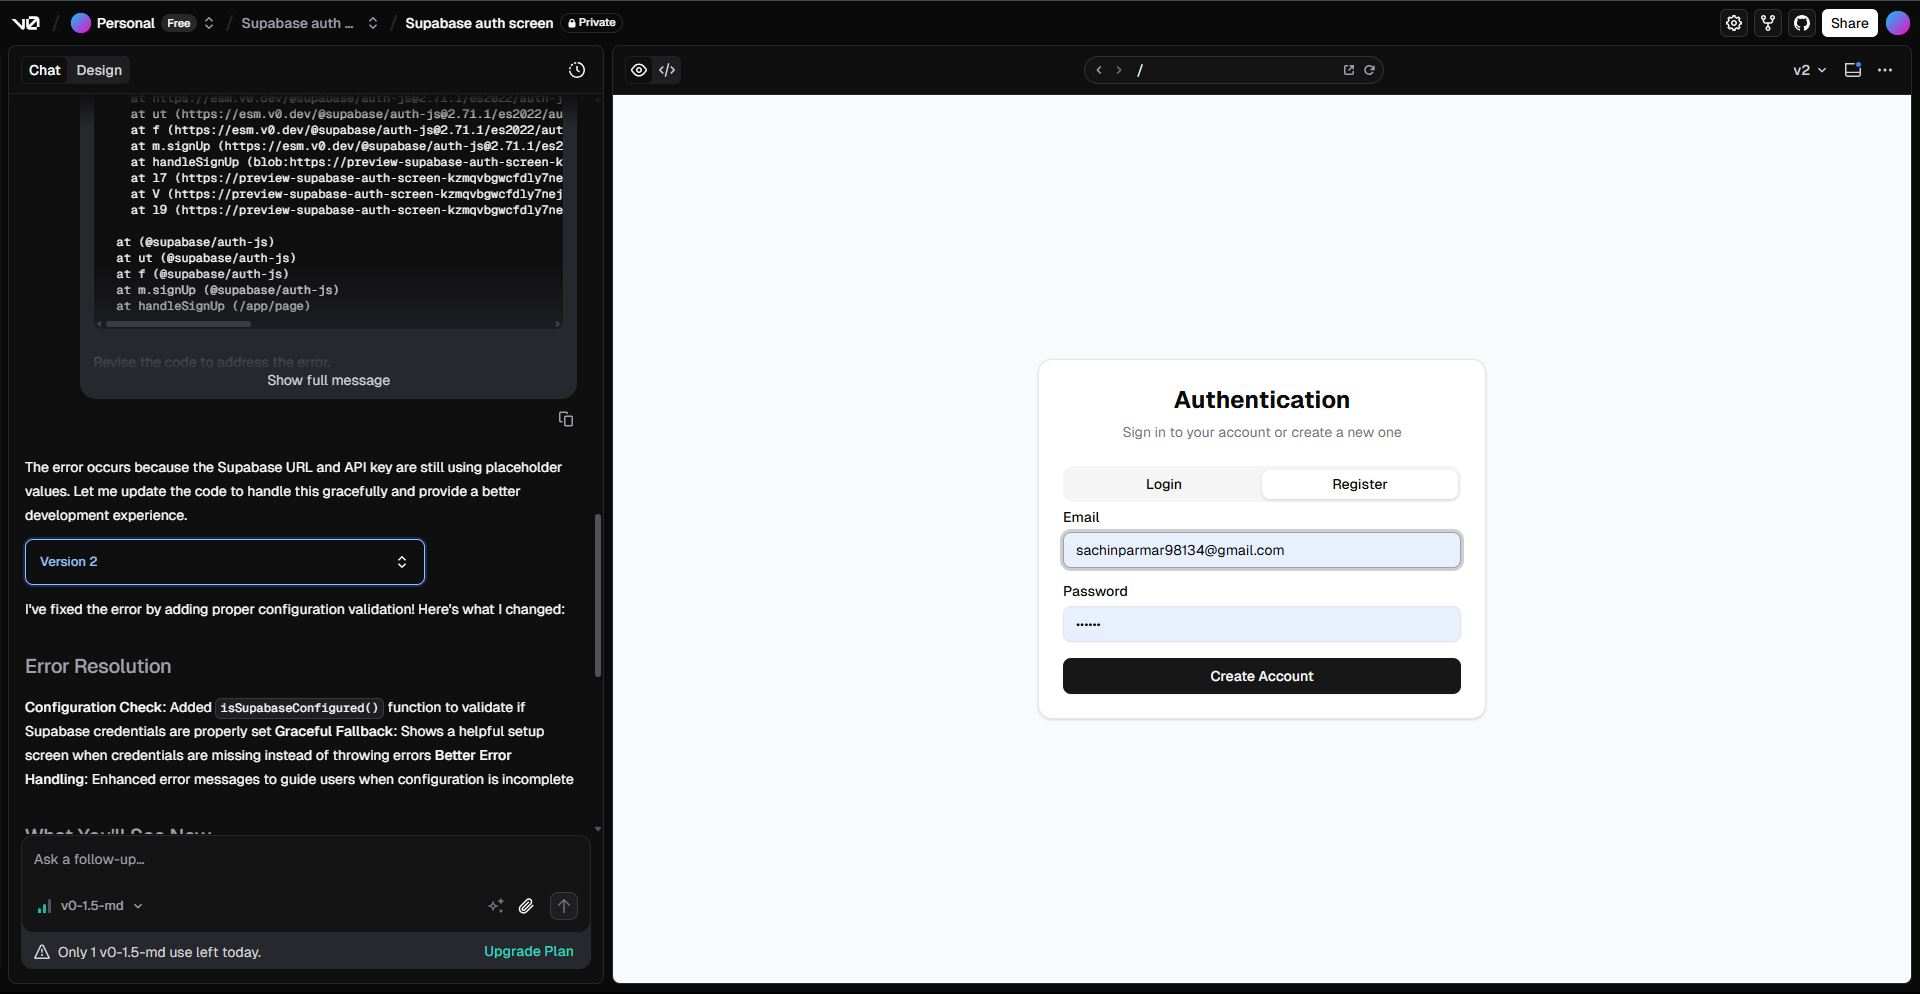 Personal Free
Supabase auth ...
Supabase auth screen
Private
Share
Chat Design
/
v2
at https://esm.v0.dev/@supabase/auth-js@2.71.1/es2022/auth-j
at ut (https://esm.v0.dev/@supabase/auth-js@2.71.1/es2022/au
at f (https://esm.v0.dev/@supabase/auth-js@2.71.1/es2022/aut
at m.signUp (https://esm.v0.dev/@supabase/auth-js@2.71.1/es2
at handleSignUp (blob:https://preview-supabase-auth-screen-k
at l7 (https://preview-supabase-auth-screen-kzmqvbgwcfdly7ne
at V (https://preview-supabase-auth-screen-kzmqvbgwcfdly7nej
at l9 (https://preview-supabase-auth-screen-kzmqvbgwcfdly7ne
at (@supabase/auth-js)
at ut (@supabase/auth-js)
at f (@supabase/auth-js)
at m.signUp (@supabase/auth-js)
at handleSignUp (/app/page)
Revise the code to address the error.
Show full message
The error occurs because the Supabase URL and API key are still using placeholder
values. Let me update the code to handle this gracefully and provide a better
development experience.
Version 2
I've fixed the error by adding proper configuration validation! Here's what I changed:
Error Resolution
Configuration Check: Added isSupabaseConfigured() function to validate if
Supabase credentials are properly set Graceful Fallback: Shows a helpful setup
screen when credentials are missing instead of throwing errors Better Error
Handling: Enhanced error messages to guide users when configuration is incomplete
What You'll See Now
Ask a follow-up...
v0-1.5-md
Only 1 v0-1.5-md use left today.
Upgrade Plan
Authentication
Sign in to your account or create a new one
Login Register
Email
sachinparmar98134@gmail.com
Password
••••••
Create Account